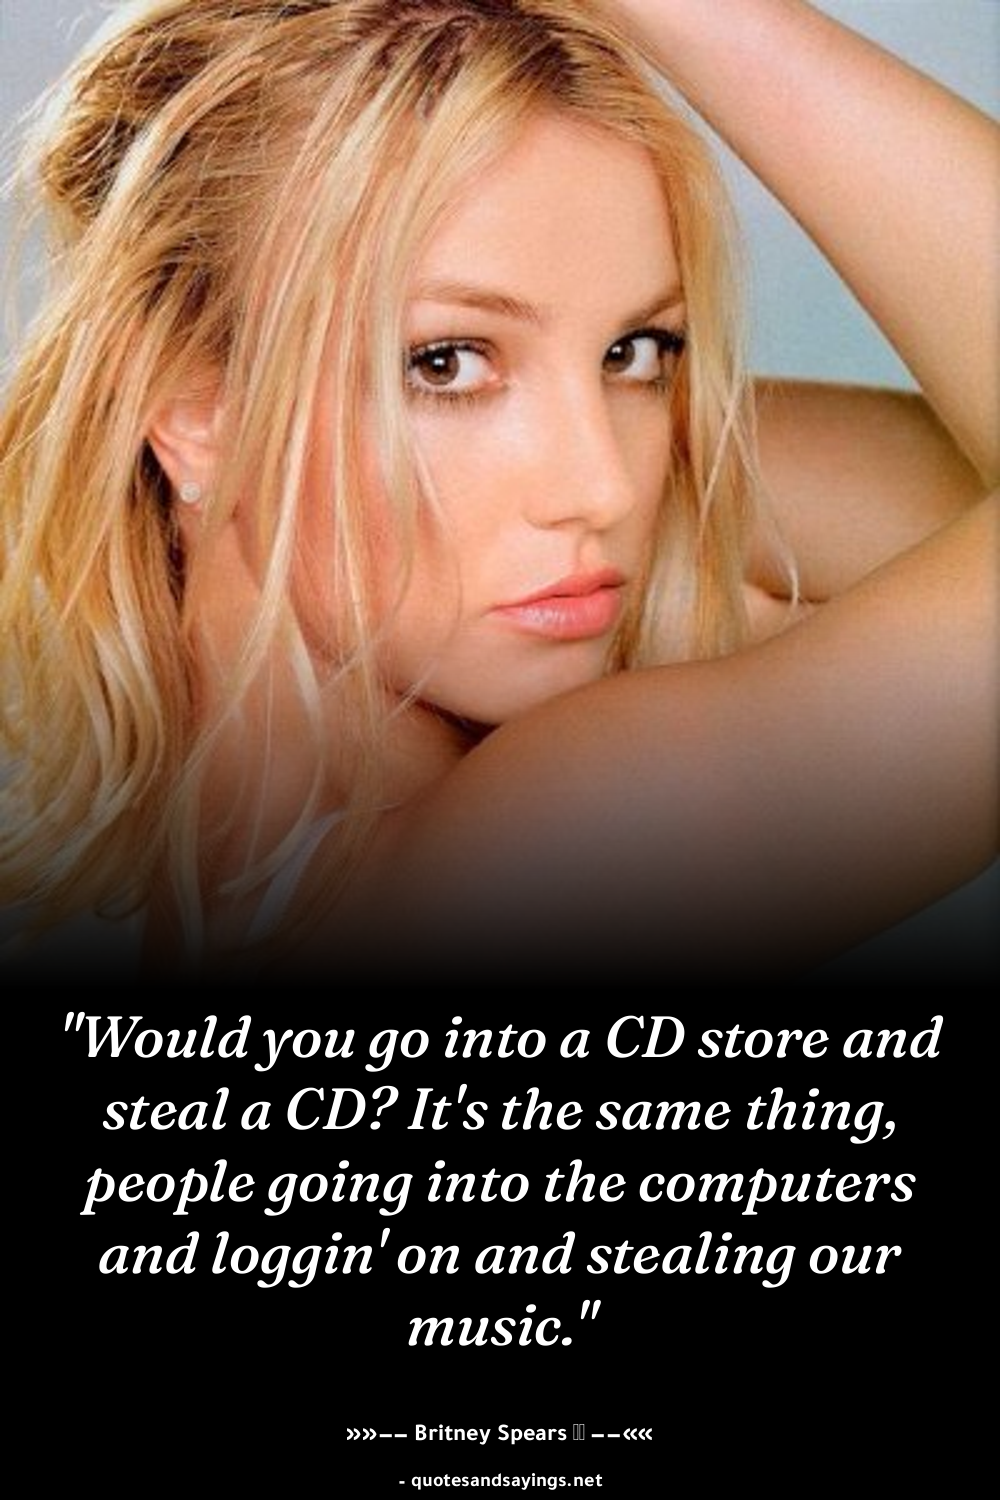 "Would you go into a CD store and
steal a CD? It's the same thing,
people going into the computers
and loggin' on and stealing our
music."
»»–– Britney Spears ––««
- quotesandsayings.net